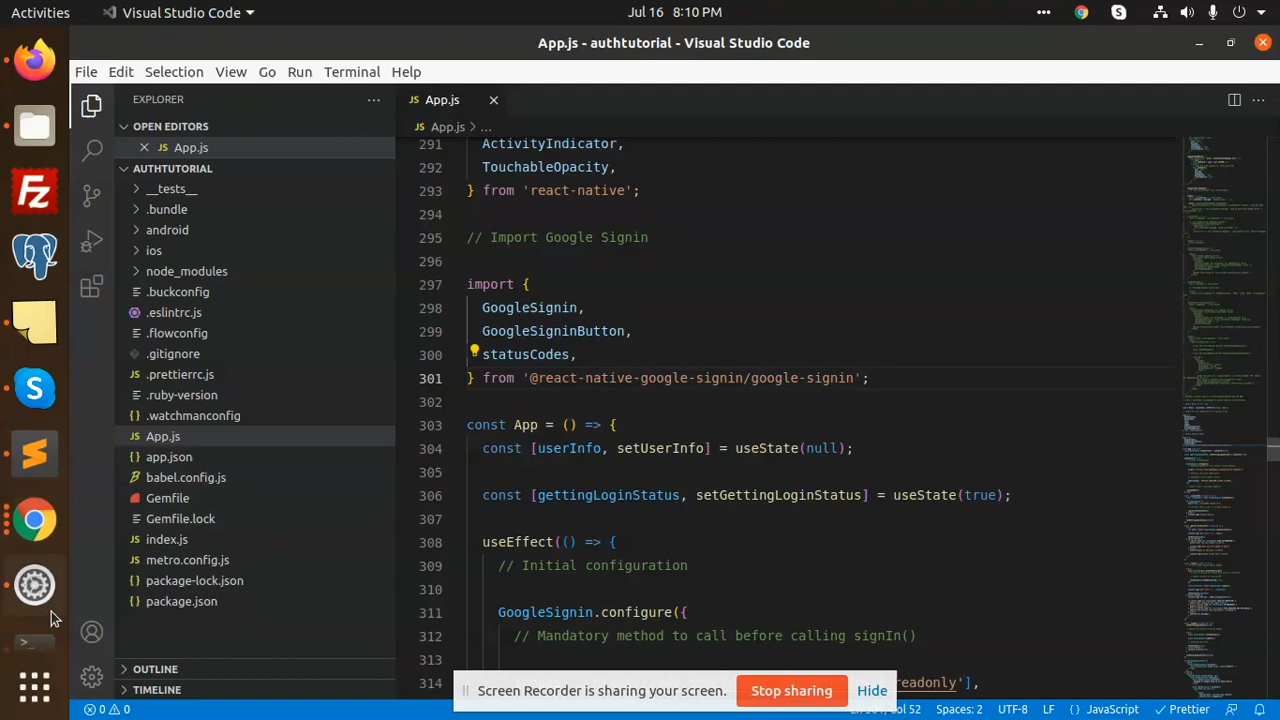 Activities Visual Studio Code Jul 16 8:10 PM
App.js - authtutorial - Visual Studio Code
File Edit Selection View Go Run Terminal Help
EXPLORER
OPEN EDITORS
App.js
AUTHTUTORIAL
__tests__
.bundle
android
ios
node_modules
.buckconfig
.eslintrc.js
.flowconfig
.gitignore
.prettierrc.js
.ruby-version
.watchmanconfig
App.js
app.json
babel.config.js
Gemfile
Gemfile.lock
index.js
metro.config.js
package-lock.json
package.json
OUTLINE
TIMELINE
JS App.js
JS App.js > ...
291 ActivityIndicator,
292 TouchableOpacity,
293 } from 'react-native';
294
295 // Import Google Signin
296
297 import {
298 GoogleSignin,
299 GoogleSigninButton,
300 statusCodes,
301 } from '@react-native-google-signin/google-signin';
302
303 const App = () => {
304 const [userInfo, setUserInfo] = useState(null);
305
306 const [gettingLoginStatus, setGettingLoginStatus] = useState(true);
307
308 useEffect(() => {
309 // Initial configuration
310
311 GoogleSignin.configure({
312 // Mandatory method to call before calling signIn()
313
314 readonly'],
Screen Recorder is sharing your screen. Stop sharing Hide
0 0
Col 52 Spaces: 2 UTF-8 LF {} JavaScript Prettier